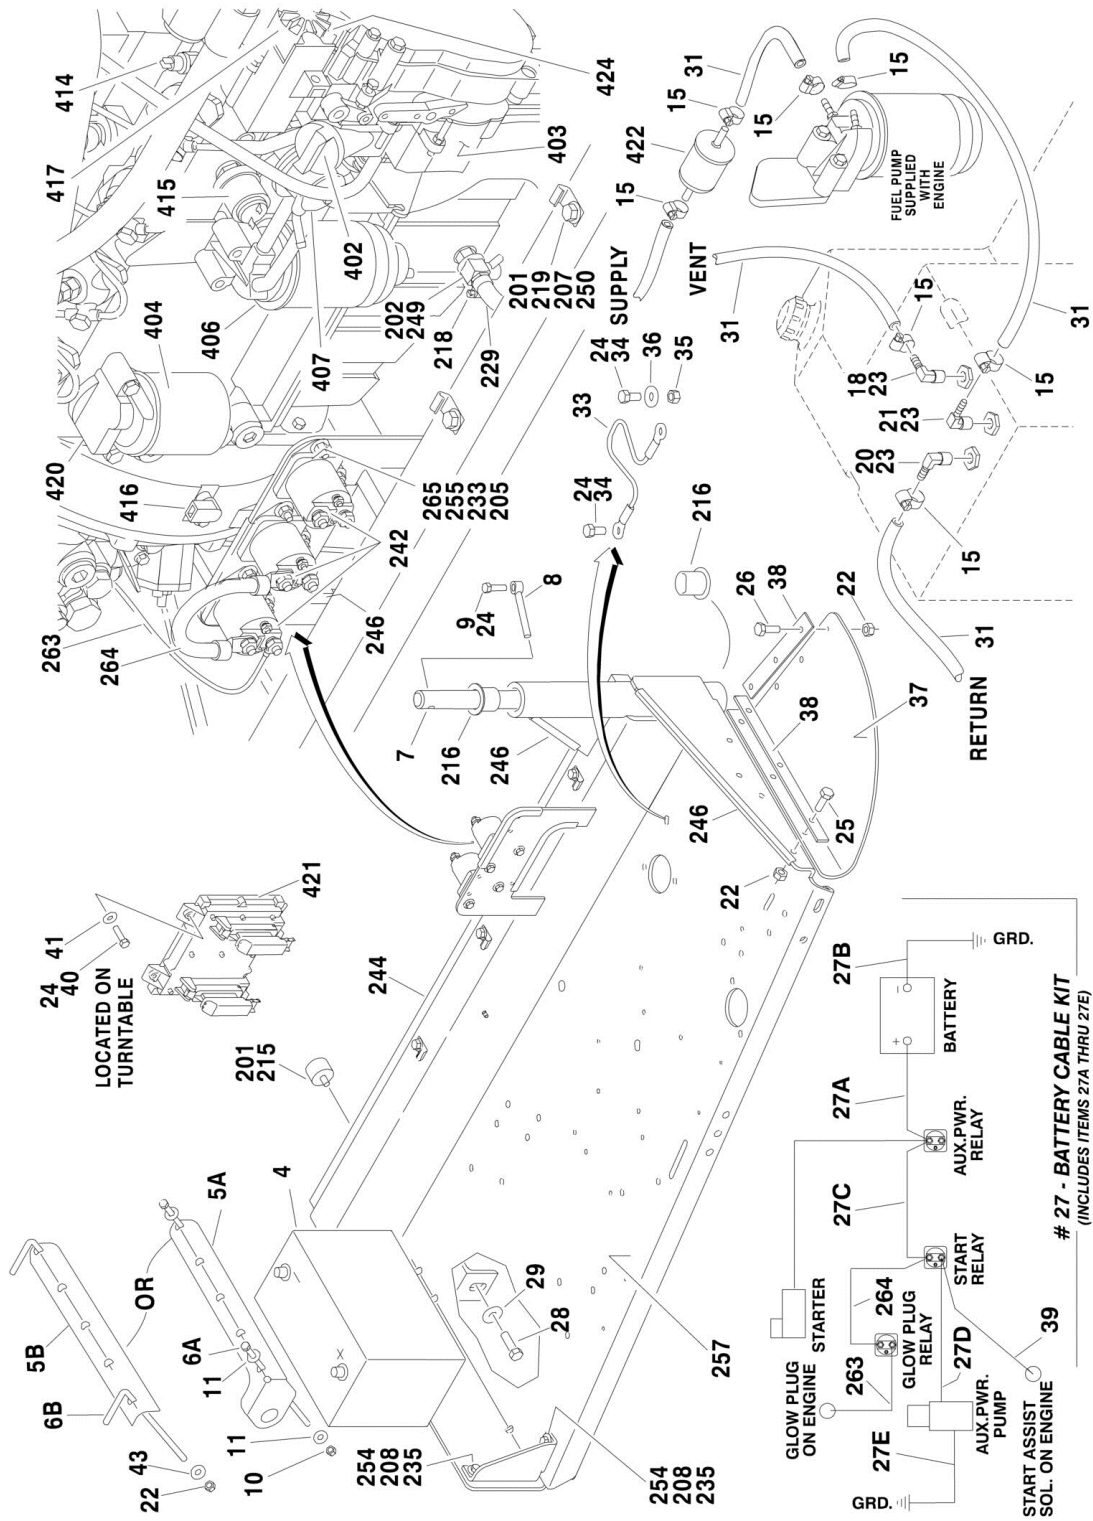 414
417
415
404
406
407
402
403
424
420
416
202
249
218
229
201
219
207
250
263
264
242
246
265
255
233
205
SUPPLY
15
422
15
31
15
15
FUEL PUMP
SUPPLIED
WITH
ENGINE
VENT
31
15
18
23
21
23
20
23
15
31
15
31
RETURN
24
34
36
35
33
24
34
216
9
24
8
7
216
246
26
38
22
38
37
246
25
22
24
40
41
421
LOCATED ON
TURNTABLE
244
201
215
4
5A
5B
OR
6A
6B
11
11
10
43
22
254
208
235
254
208
235
29
28
257
27B
GRD.
+
-
BATTERY
27A
AUX.PWR.
RELAY
27C
START
RELAY
STARTER
264
GLOW PLUG
RELAY
263
27D
39
GLOW PLUG
ON ENGINE
27E
AUX.PWR.
PUMP
GRD.
START ASSIST
SOL. ON ENGINE
# 27 - BATTERY CABLE KIT
(INCLUDES ITEMS 27A THRU 27E)